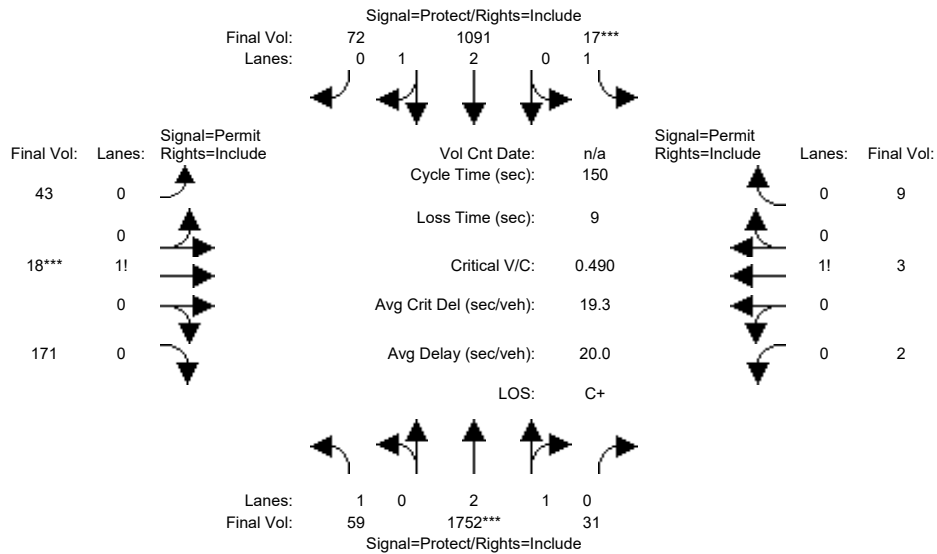 Signal=Protect/Rights=Include
Final Vol: 72 1091 17***
Lanes: 0 1 2 0 1
Signal=Permit
Final Vol: Lanes: Rights=Include
43 0
0
18*** 1!
0
171 0
Vol Cnt Date: n/a
Cycle Time (sec): 150
Loss Time (sec): 9
Critical V/C: 0.490
Avg Crit Del (sec/veh): 19.3
Avg Delay (sec/veh): 20.0
LOS: C+
Signal=Permit
Rights=Include Lanes: Final Vol:
0 9
0
1! 3
0
0 2
Lanes: 1 0 2 1 0
Final Vol: 59 1752*** 31
Signal=Protect/Rights=Include